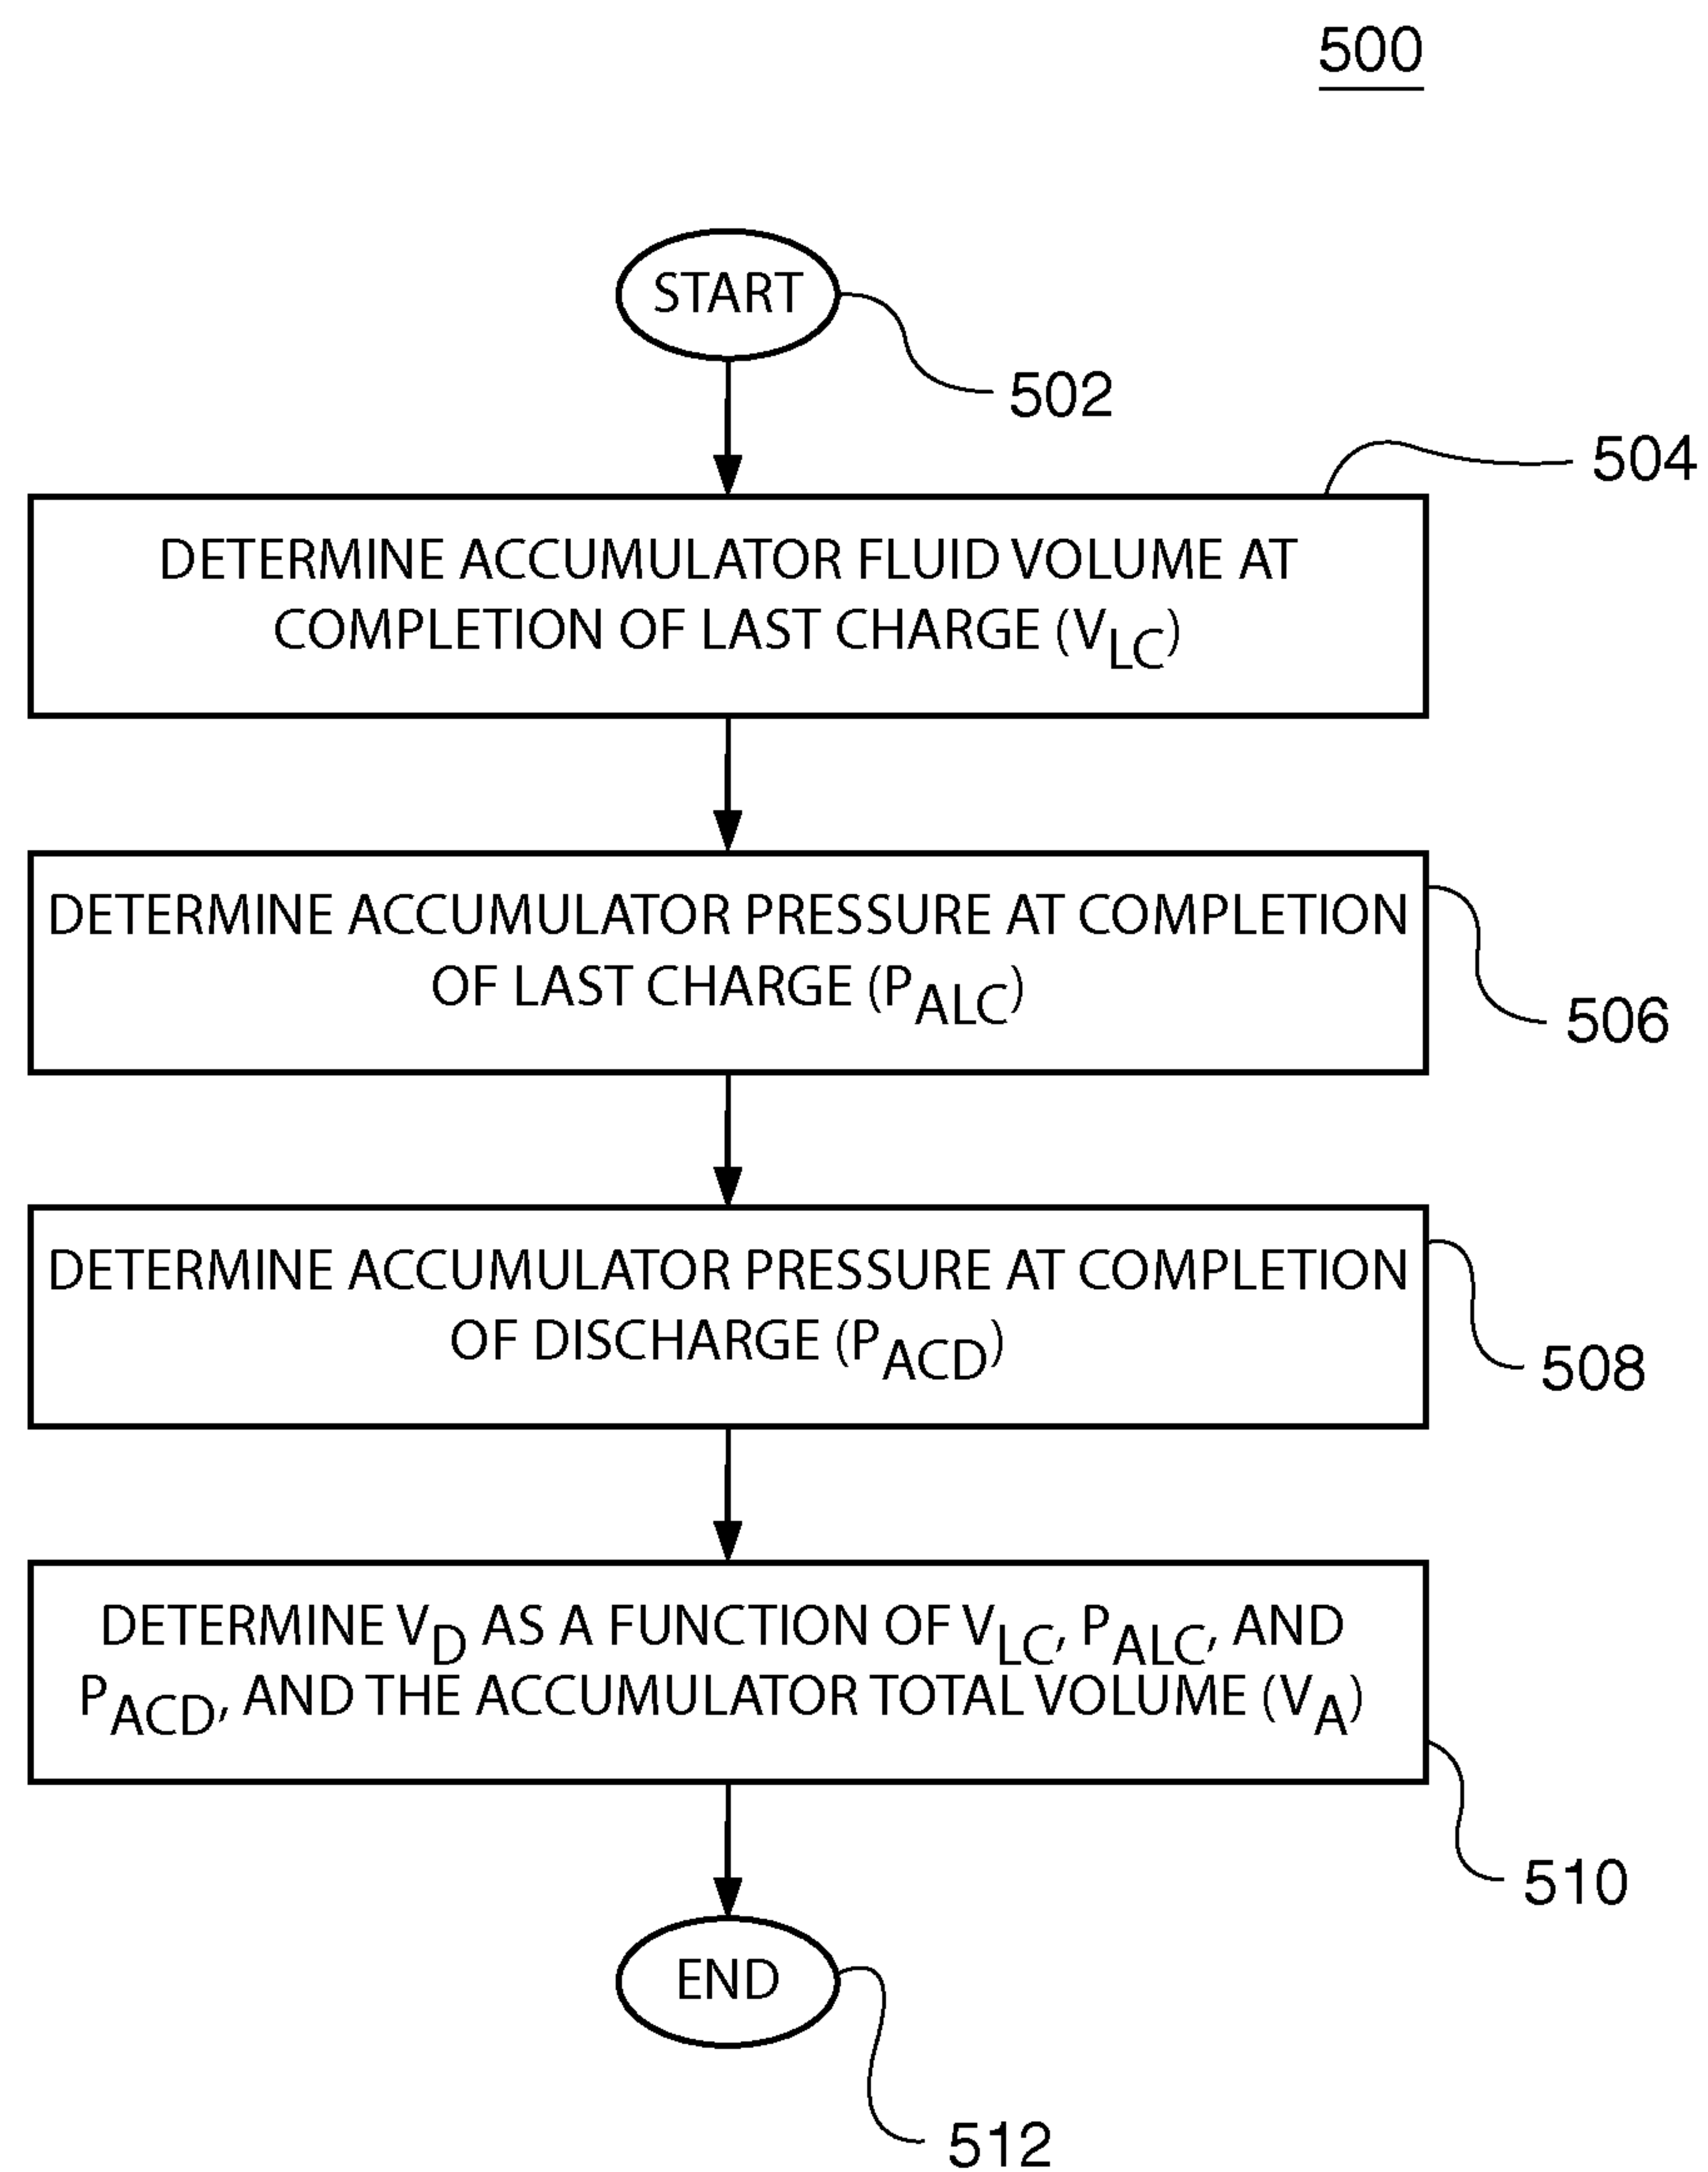 500
START
502
504
DETERMINE ACCUMULATOR FLUID VOLUME AT
COMPLETION OF LAST CHARGE (VLC)
DETERMINE ACCUMULATOR PRESSURE AT COMPLETION
OF LAST CHARGE (PALC)
506
DETERMINE ACCUMULATOR PRESSURE AT COMPLETION
OF DISCHARGE (PACD)
508
DETERMINE VD AS A FUNCTION OF VLC, PALC, AND
PACD, AND THE ACCUMULATOR TOTAL VOLUME (VA)
510
END
512